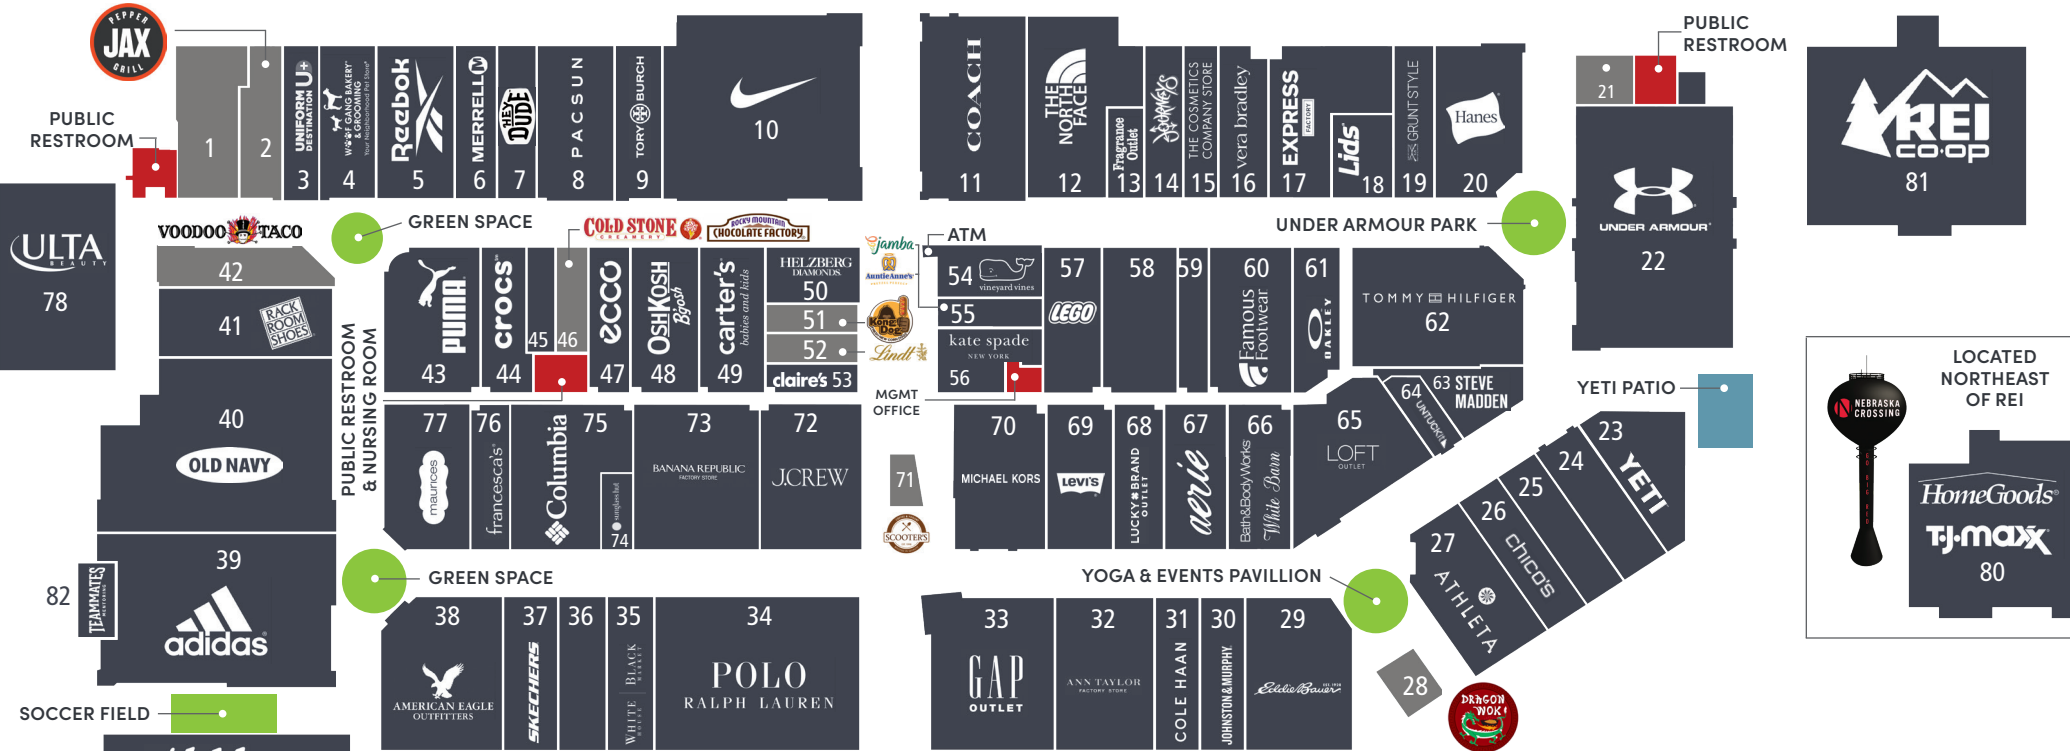 PEPPER
JAX
GRILL
PUBLIC
RESTROOM
1
2
UNIFORM U+
DESTINATION
3
WOOF GANG BAKERY
& GROOMING
Your Neighborhood Pet Store
4
Reebok
5
MERRELL
6
HEY
DUDE
7
PACSUN
8
TORY BURCH
9
10
COACH
11
THE
NORTH
FACE
12
Fragrance
Outlet
13
14
THE COSMETICS
COMPANY STORE
15
vera bradley
16
EXPRESS
FACTORY
17
Lids
18
GRUNT STYLE
19
Hanes
20
PUBLIC
RESTROOM
21
UNDER ARMOUR
22
REI
CO·OP
81
ULTA
BEAUTY
78
VOODOO TACO
42
GREEN SPACE
COLD STONE
CREAMERY
ROCKY MOUNTAIN
CHOCOLATE FACTORY
jamba
Auntie Anne's
ATM
UNDER ARMOUR PARK
RACK
ROOM
SHOES
41
PUBLIC RESTROOM
& NURSING ROOM
PUMA
43
crocs
44
45
46
ecco
47
OSHKOSH
B'gosh
48
carter's
babies and kids
49
HELZBERG
DIAMONDS
50
51
Kong
Dog
52
Lindt
claire's 53
MGMT
OFFICE
54
vineyard vines
55
kate spade
NEW YORK
56
57
LEGO
58
59
60
Famous
Footwear
61
OAKLEY
TOMMY HILFIGER
62
63 STEVE
MADDEN
64
UNTUCKit
YETI PATIO
LOCATED
NORTHEAST
OF REI
NEBRASKA
CROSSING
HomeGoods
T·J·maxx
80
40
OLD NAVY
77
maurices
76
francesca's
75
Columbia
sunglass hut
74
73
BANANA REPUBLIC
FACTORY STORE
72
J.CREW
71
SCOOTER'S
70
MICHAEL KORS
69
LEVI'S
68
LUCKY BRAND
OUTLET
67
aerie
66
Bath & Body Works
White Barn
65
LOFT
OUTLET
23
YETI
24
25
26
chico's
27
ATHLETA
39
adidas
82
TEAMMATES
MENTORING
GREEN SPACE
YOGA & EVENTS PAVILLION
38
AMERICAN EAGLE
OUTFITTERS
37
SKECHERS
36
35
WHITE HOUSE
BLACK MARKET
34
POLO
RALPH LAUREN
33
GAP
OUTLET
32
ANN TAYLOR
FACTORY STORE
31
COLE HAAN
30
JOHNSTON & MURPHY
29
Eddie Bauer
28
DRAGON
WOK
SOCCER FIELD